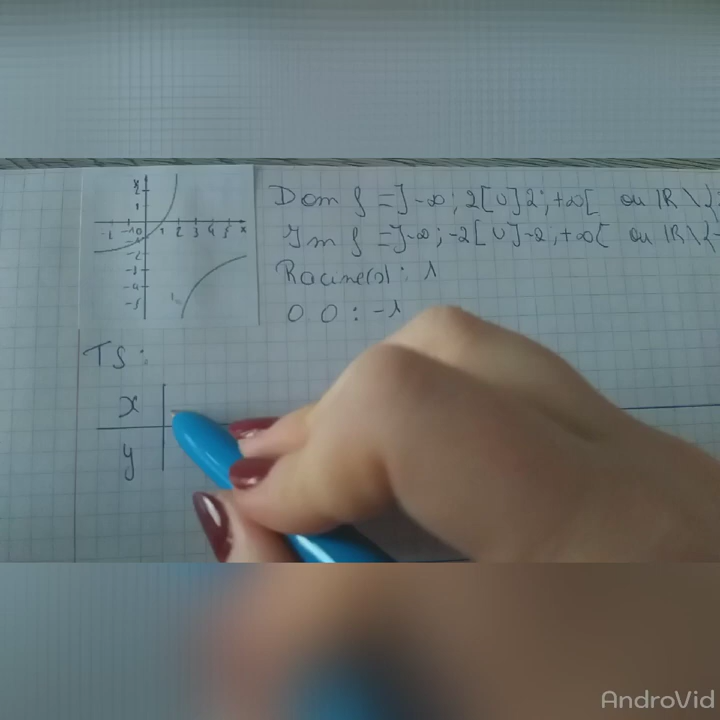 Dom f = ]-∞ ; 2[ ∪ ]2 ; +∞[ ou ℝ \ {
Im f = ]-∞ ; -2[ ∪ ]-2 ; +∞[ ou ℝ \ {-
Racine(s) : 1
O O : -1
TS :
x
y
AndroVid